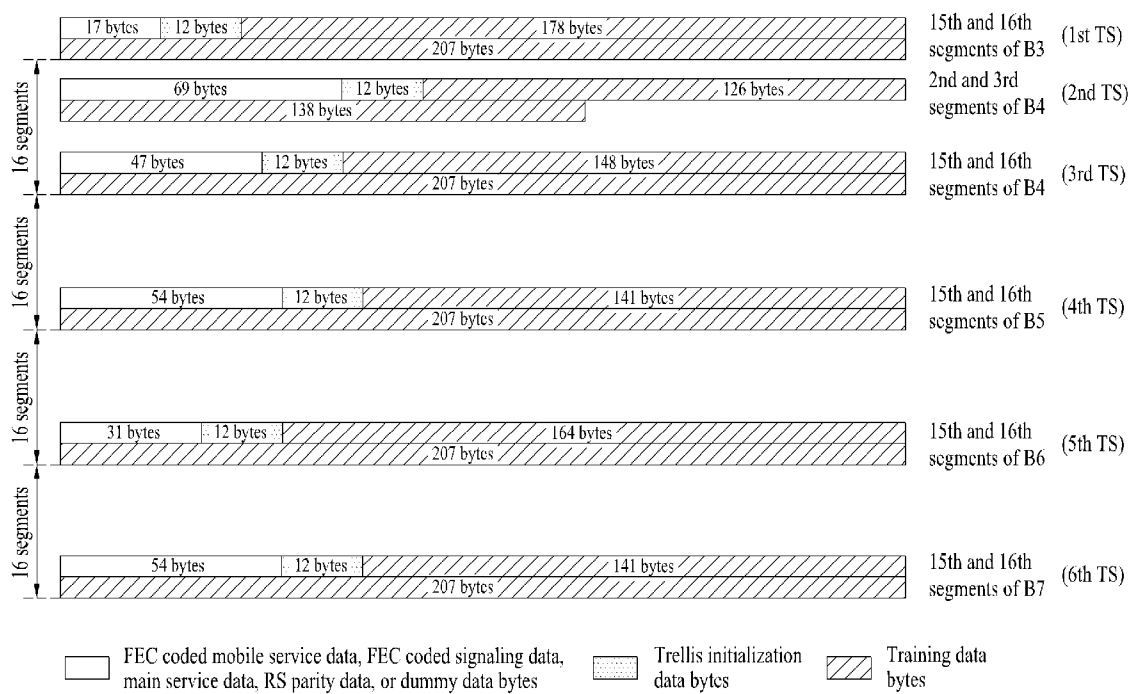 17 bytes 12 bytes 178 bytes
207 bytes
15th and 16th
segments of B3
(1st TS)
69 bytes 12 bytes 126 bytes
138 bytes
2nd and 3rd
segments of B4
(2nd TS)
16 segments
47 bytes 12 bytes 148 bytes
207 bytes
15th and 16th
segments of B4
(3rd TS)
16 segments
54 bytes 12 bytes 141 bytes
207 bytes
15th and 16th
segments of B5
(4th TS)
16 segments
31 bytes 12 bytes 164 bytes
207 bytes
15th and 16th
segments of B6
(5th TS)
16 segments
54 bytes 12 bytes 141 bytes
207 bytes
15th and 16th
segments of B7
(6th TS)
FEC coded mobile service data, FEC coded signaling data,
main service data, RS parity data, or dummy data bytes
Trellis initialization
data bytes
Training data
bytes